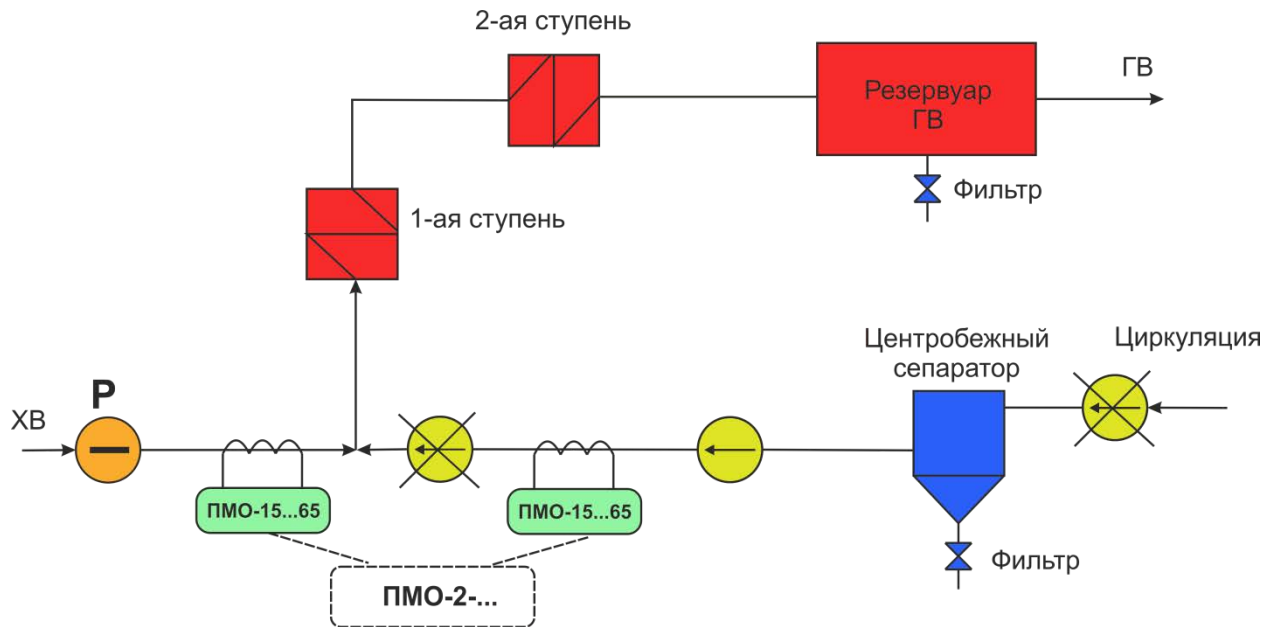 2-ая ступень
Резервуар
ГВ
ГВ
Фильтр
1-ая ступень
Центробежный
сепаратор
Циркуляция
ХВ
Р
ПМО-15...65
ПМО-15...65
Фильтр
ПМО-2-...